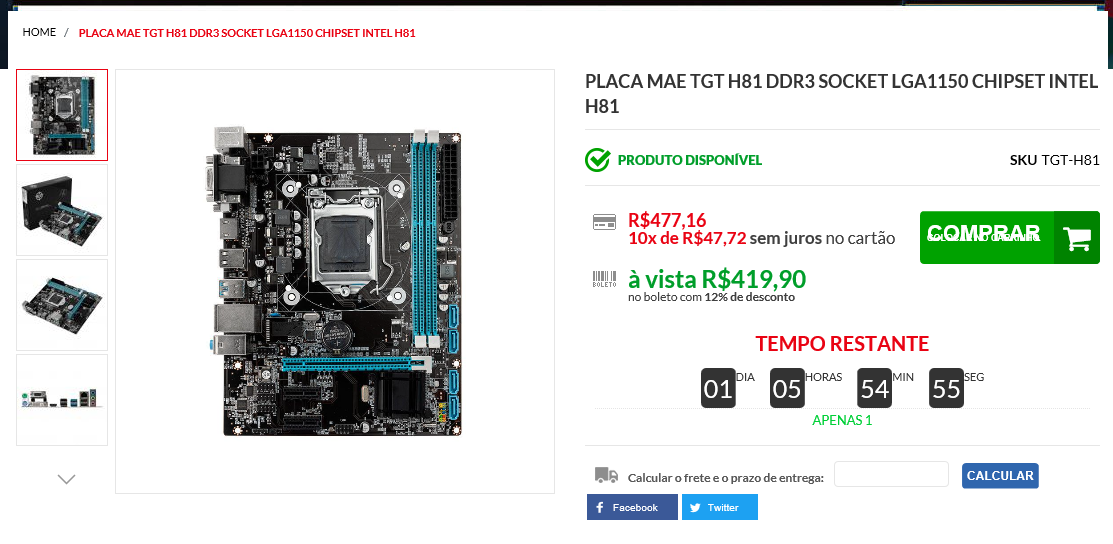 HOME / PLACA MAE TGT H81 DDR3 SOCKET LGA1150 CHIPSET INTEL H81
PLACA MAE TGT H81 DDR3 SOCKET LGA1150 CHIPSET INTEL
H81
PRODUTO DISPONÍVEL
SKU TGT-H81
R$477,16
10x de R$47,72 sem juros no cartão
COMPRAR
BOLETO
à vista R$419,90
no boleto com 12% de desconto
TEMPO RESTANTE
01 DIA 05 HORAS 54 MIN 55 SEG
APENAS 1
Calcular o frete e o prazo de entrega:
CALCULAR
Facebook
Twitter